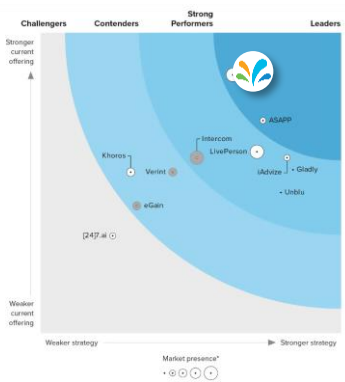 Challengers Contenders Strong Performers Leaders
Stronger
current
offering
ASAPP
Intercom
LivePerson
Khoros
Verint
iAdvize
Gladly
Unblu
eGain
[24]7.ai
Weaker
current
offering
Weaker strategy Stronger strategy
Market presence*